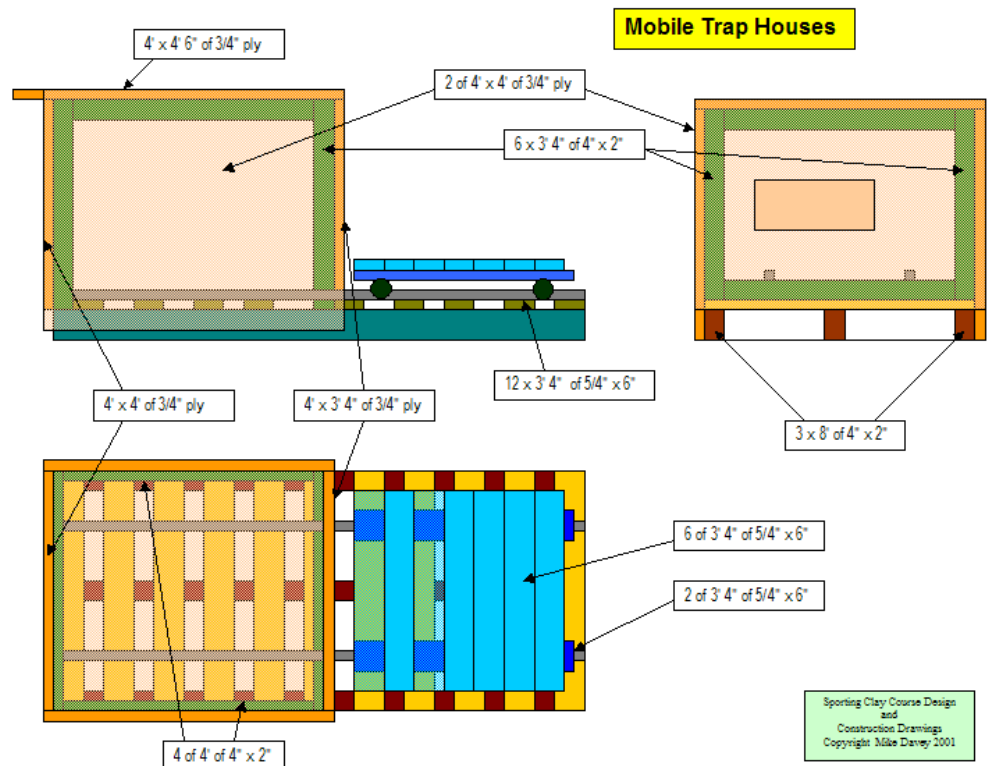 Mobile Trap Houses
4' x 4' 6" of 3/4" ply
2 of 4' x 4' of 3/4" ply
6 x 3' 4" of 4" x 2"
12 x 3' 4" of 5/4" x 6"
4' x 4' of 3/4" ply
4' x 3' 4" of 3/4" ply
3 x 8' of 4" x 2"
6 of 3' 4" of 5/4" x 6"
2 of 3' 4" of 5/4" x 6"
4 of 4' of 4" x 2"
Sporting Clay Course Design
and
Construction Drawings
Copyright Mike Davey 2001